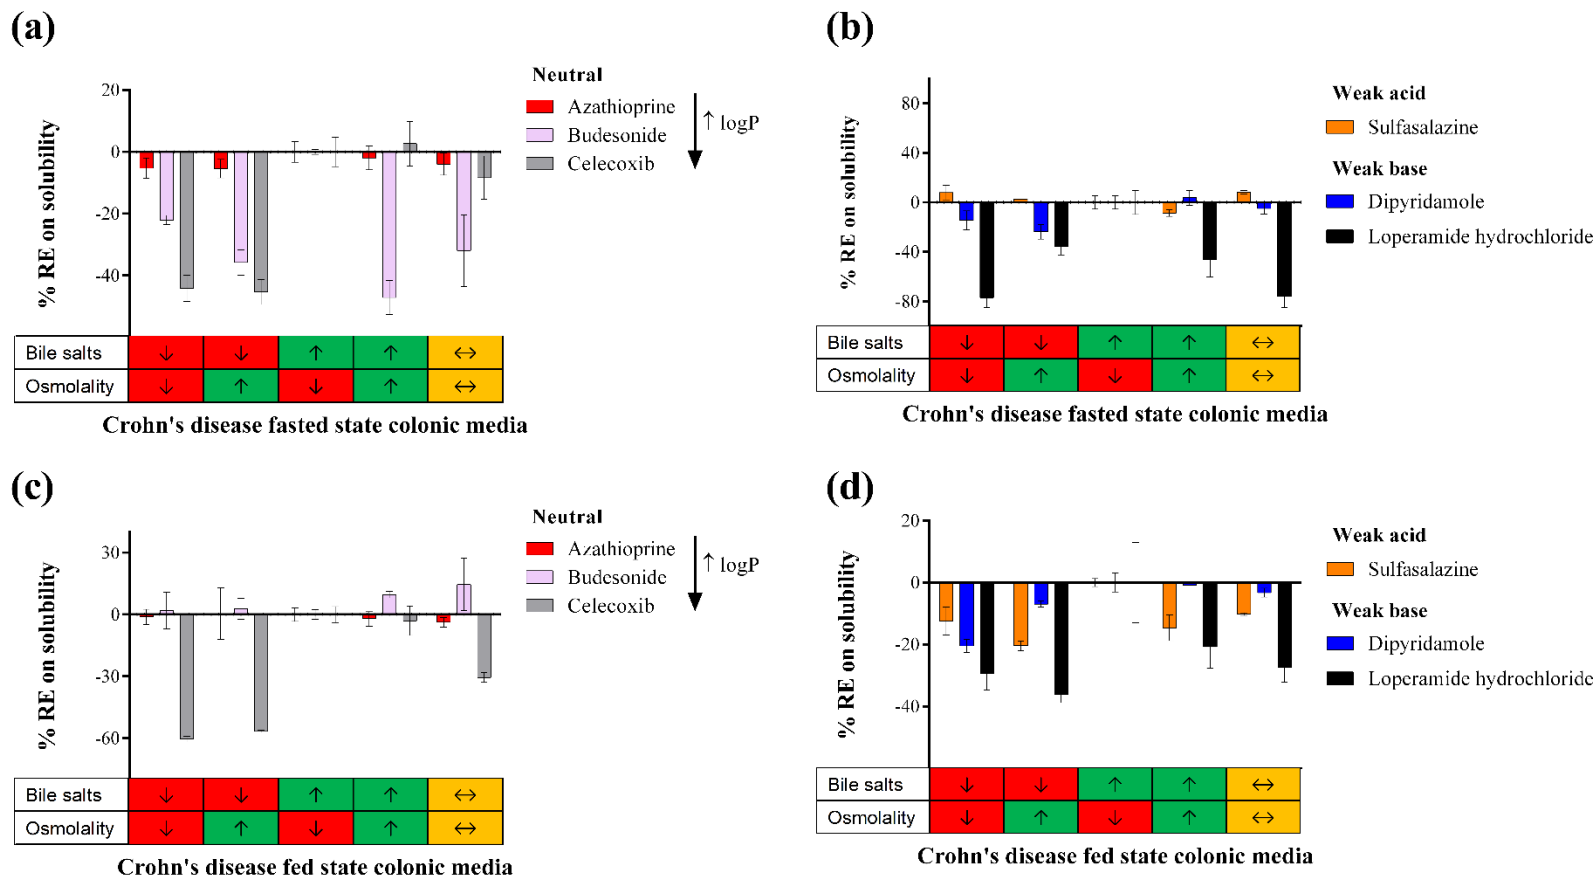 (a)
% RE on solubility
20
0
-20
-40
Neutral
Azathioprine
Budesonide
Celecoxib
↑ logP
Bile salts ↓ ↓ ↑ ↑ ↔
Osmolality ↓ ↑ ↓ ↑ ↔
Crohn's disease fasted state colonic media
(b)
% RE on solubility
80
40
0
-40
-80
Weak acid
Sulfasalazine
Weak base
Dipyridamole
Loperamide hydrochloride
Bile salts ↓ ↓ ↑ ↑ ↔
Osmolality ↓ ↑ ↓ ↑ ↔
Crohn's disease fasted state colonic media
(c)
% RE on solubility
30
0
-30
-60
Neutral
Azathioprine
Budesonide
Celecoxib
↑ logP
Bile salts ↓ ↓ ↑ ↑ ↔
Osmolality ↓ ↑ ↓ ↑ ↔
Crohn's disease fed state colonic media
(d)
% RE on solubility
20
0
-20
-40
Weak acid
Sulfasalazine
Weak base
Dipyridamole
Loperamide hydrochloride
Bile salts ↓ ↓ ↑ ↑ ↔
Osmolality ↓ ↑ ↓ ↑ ↔
Crohn's disease fed state colonic media